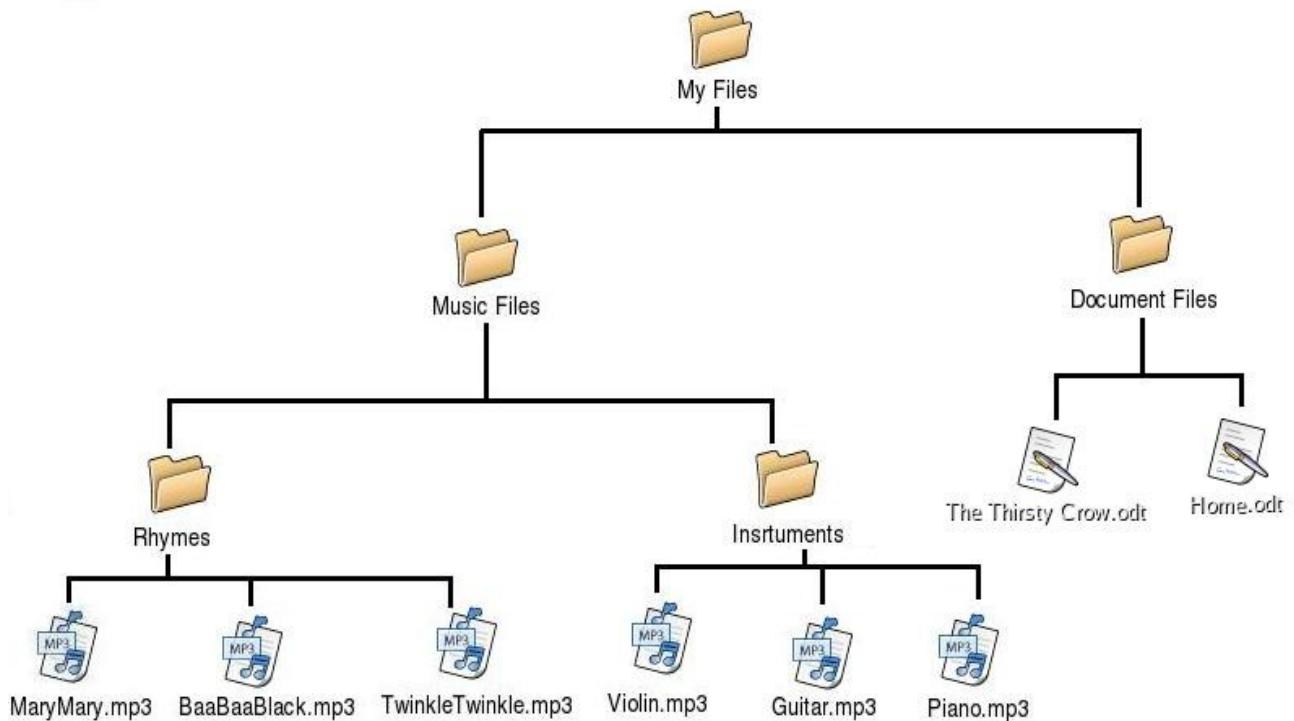 My Files
Music Files
Document Files
Rhymes
Insrtuments
The Thirsty Crow.odt
Home.odt
MP3
MP3
MP3
MP3
MP3
MP3
MaryMary.mp3
BaaBaaBlack.mp3
TwinkleTwinkle.mp3
Violin.mp3
Guitar.mp3
Piano.mp3